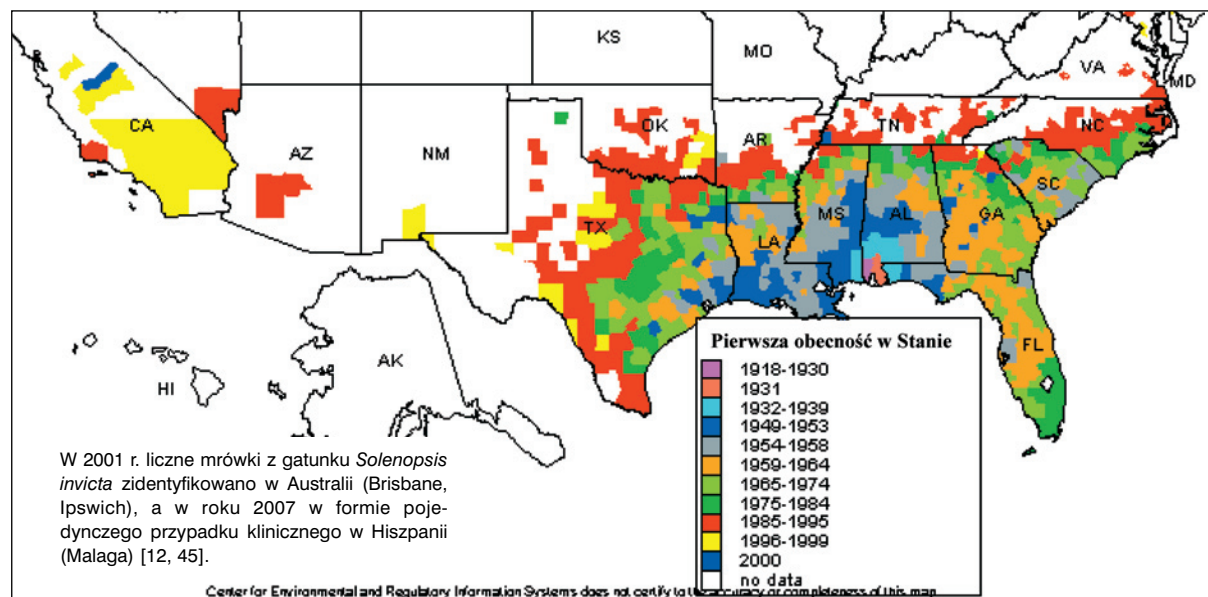 KS
MO
VA
MD
CA
OK
TN
NC
AZ
NM
AR
SC
TX
MS
AL
GA
LA
FL
AK
HI
Pierwsza obecność w Stanie
1918-1930
1931
1932-1939
1949-1953
1954-1958
1959-1964
1965-1974
1975-1984
1985-1995
1996-1999
2000
no data
W 2001 r. liczne mrówki z gatunku Solenopsis
invicta zidentyfikowano w Australii (Brisbane,
Ipswich), a w roku 2007 w formie poje-
dynczego przypadku klinicznego w Hiszpanii
(Malaga) [12, 45].
Center for Environmental and Regulatory Information Systems does not certify to the accuracy or completeness of this map